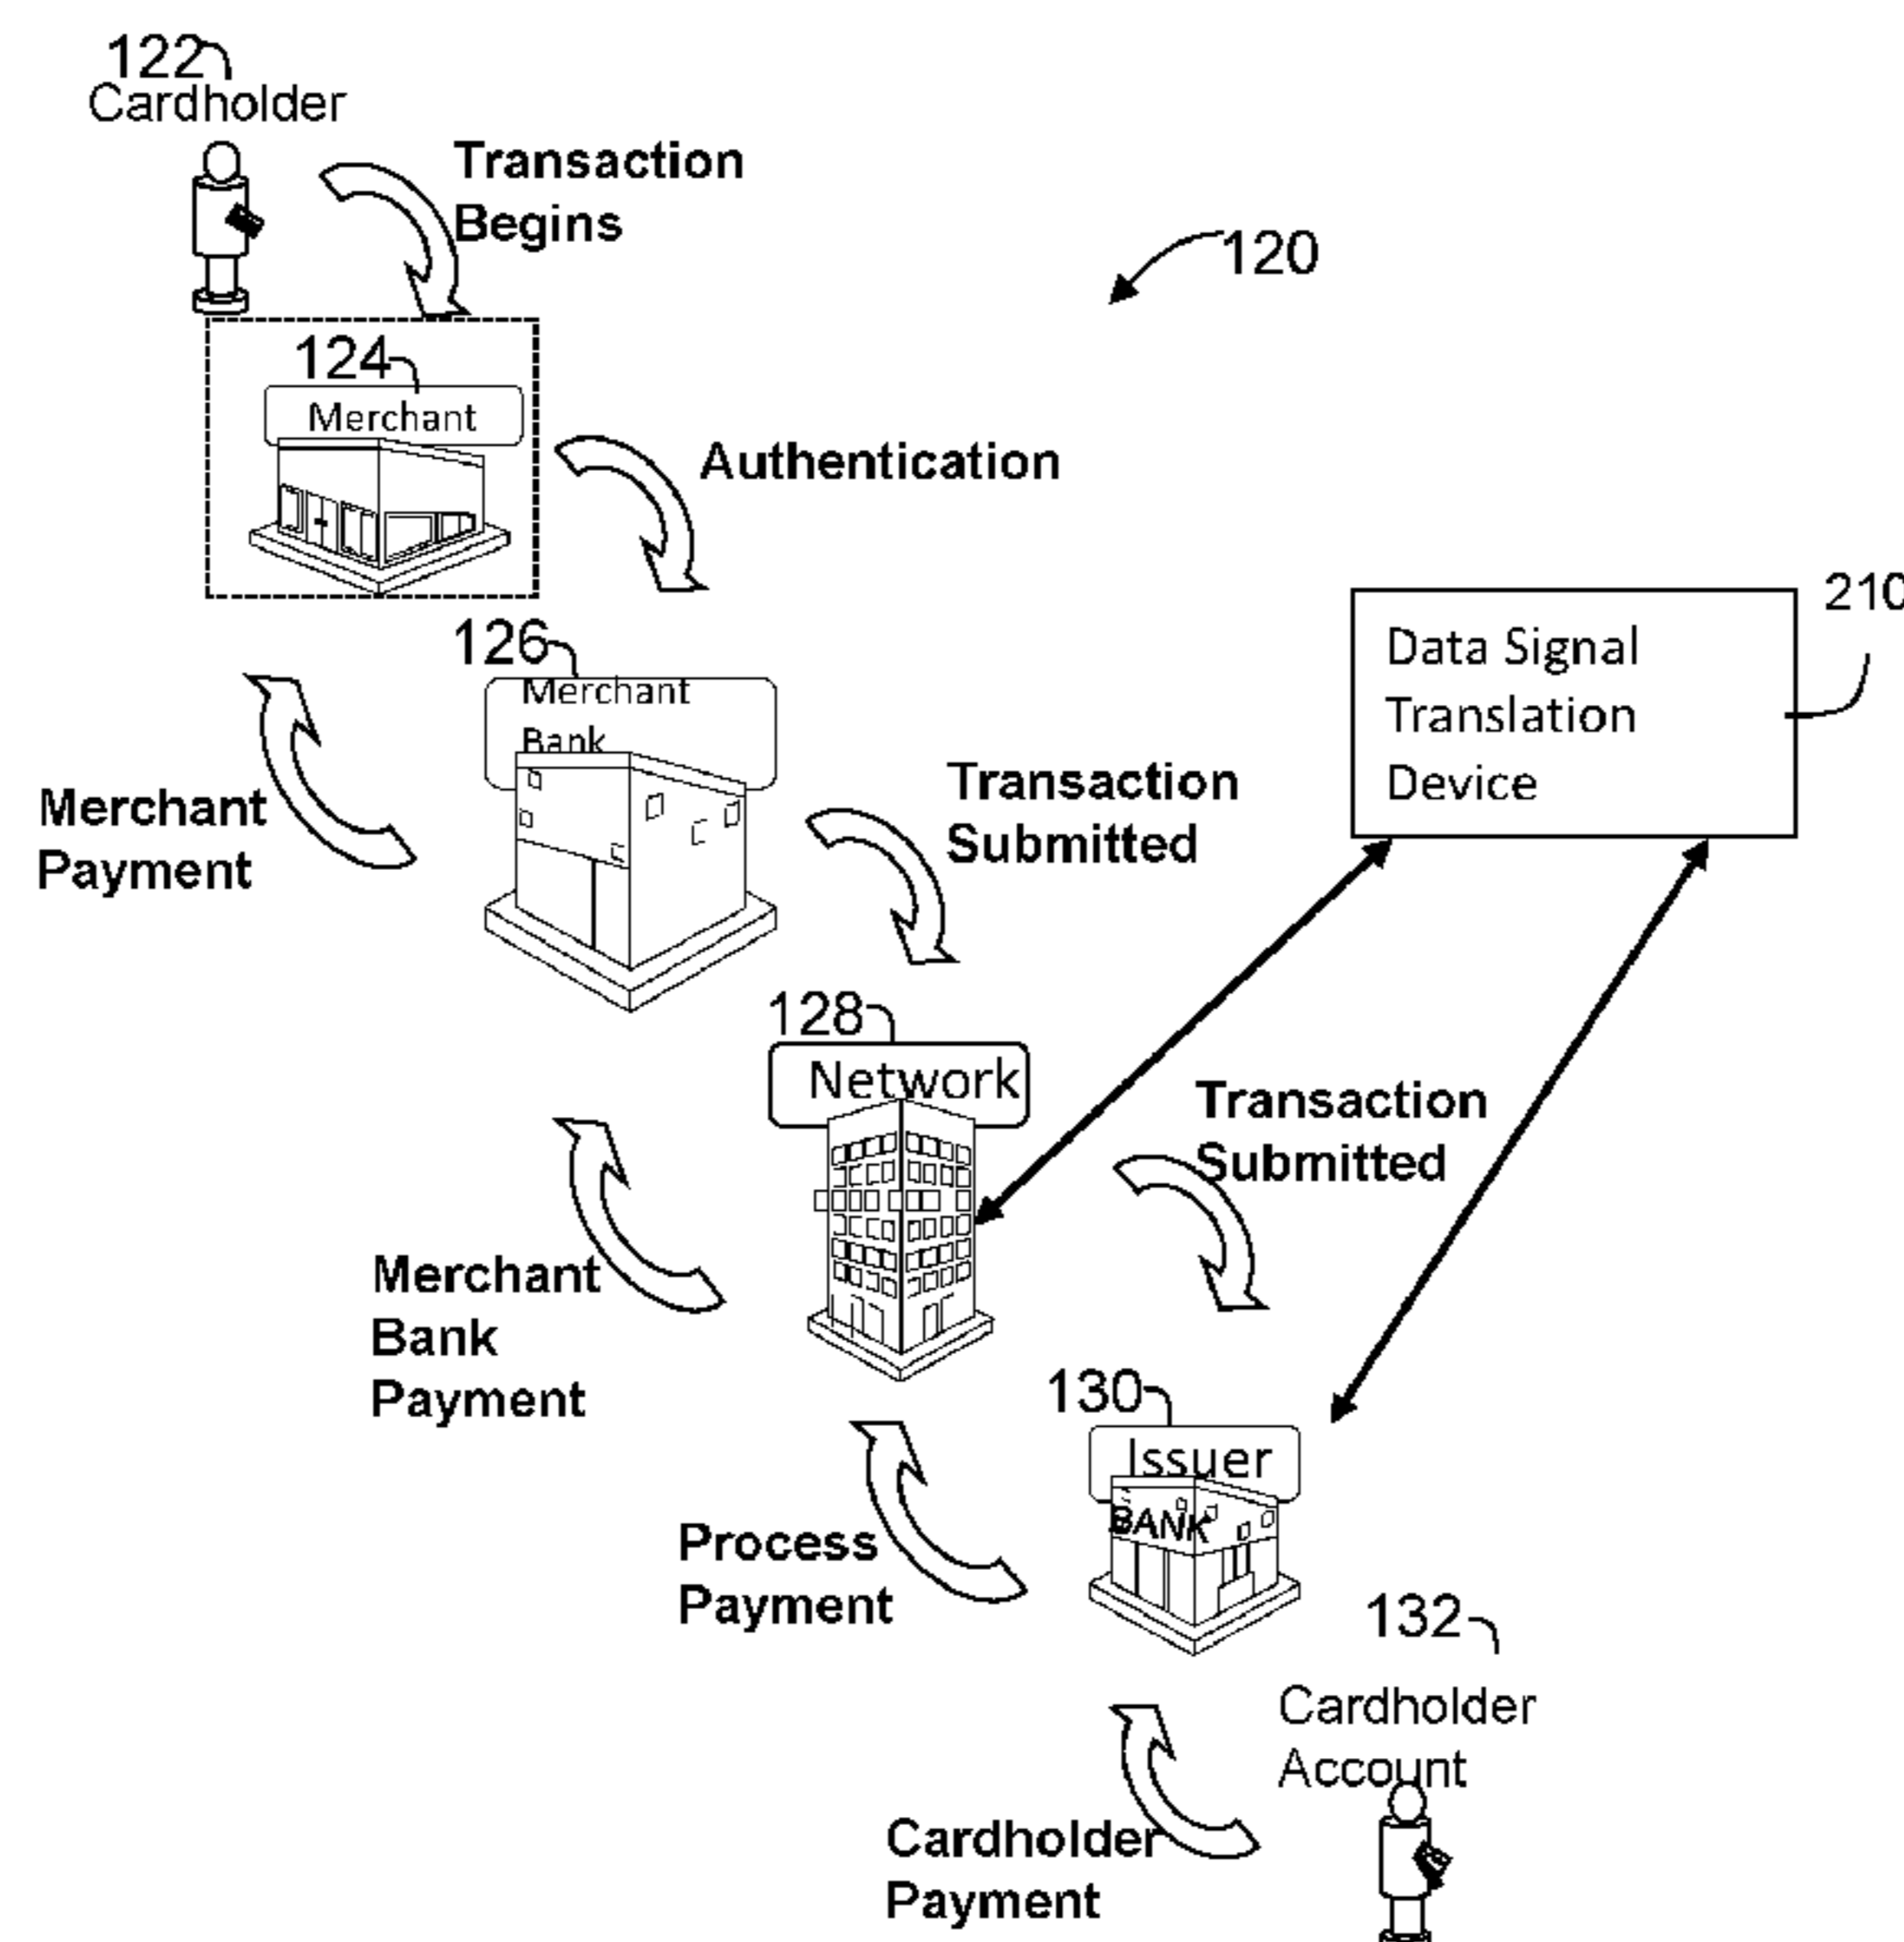 122
Cardholder
Transaction
Begins
120
124
Merchant
Authentication
210
Data Signal
Translation
Device
126
Merchant
Bank
Merchant
Payment
Transaction
Submitted
128
Network
Transaction
Submitted
Merchant
Bank
Payment
130
Issuer
BANK
Process
Payment
132
Cardholder
Account
Cardholder
Payment